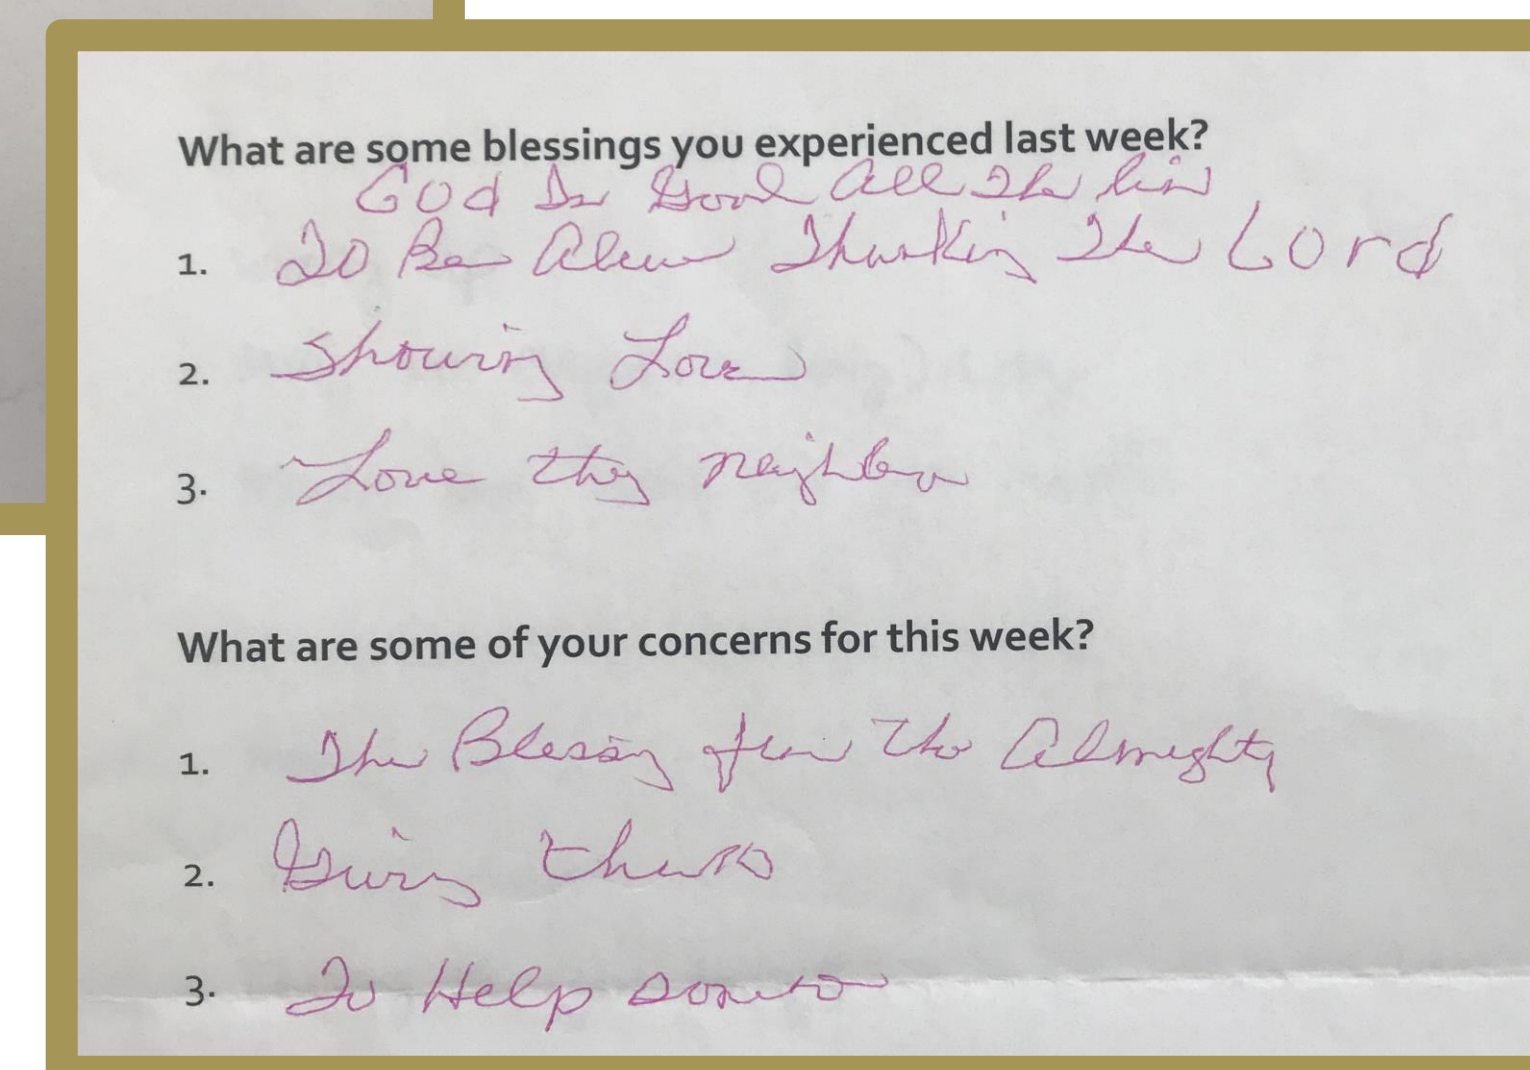 What are some blessings you experienced last week?
God Is Good All The
1. To Be Alive Thanking The Lord
2. Showing Love
3. Love thy neighbor
What are some of your concerns for this week?
1. The Blessing from The Almighty
2. Giving thanks
3. To Help